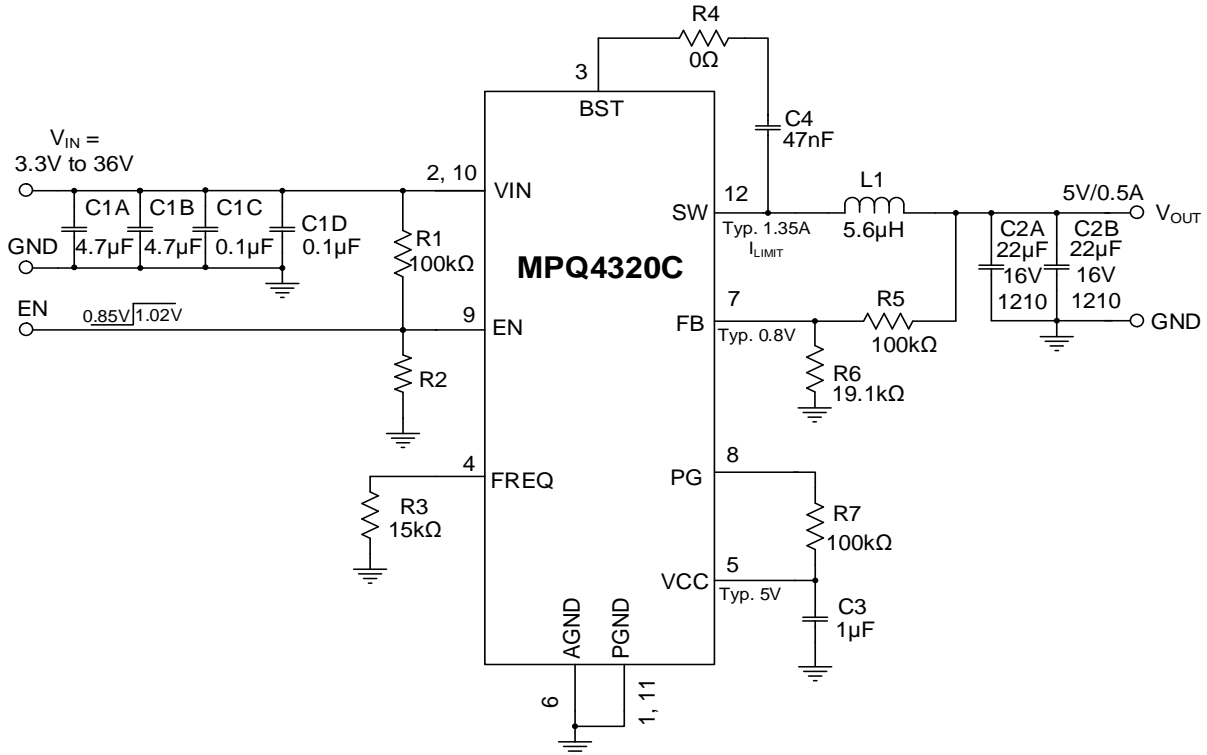 R4
0Ω
3
BST
C4
47nF
V_IN =
3.3V to 36V
2, 10
VIN
C1A
4.7µF
C1B
4.7µF
C1C
0.1µF
C1D
0.1µF
GND
R1
100kΩ
EN
0.85V
1.02V
9
EN
R2
4
FREQ
R3
15kΩ
MPQ4320C
12
SW
Typ. 1.35A
I_LIMIT
L1
5.6µH
5V/0.5A
V_OUT
C2A
22µF
16V
1210
C2B
22µF
16V
1210
GND
7
FB
Typ. 0.8V
R5
100kΩ
R6
19.1kΩ
8
PG
R7
100kΩ
5
VCC
Typ. 5V
C3
1µF
AGND
PGND
6
1, 11